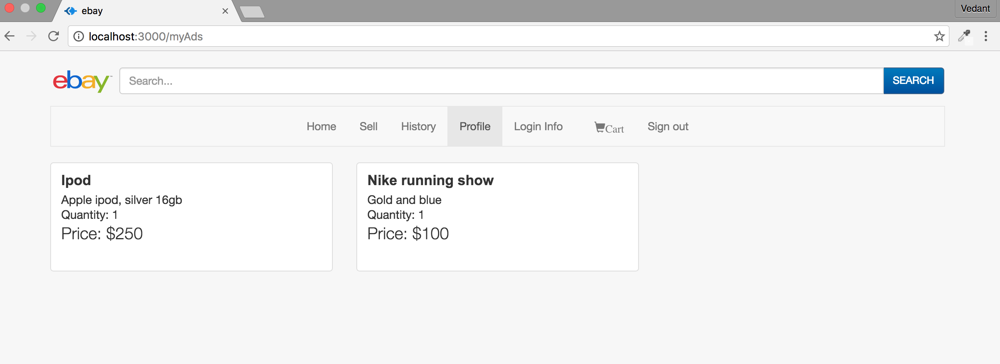 ebay
Vedant
localhost:3000/myAds
ebay™
Search...
SEARCH
Home Sell History Profile Login Info Cart Sign out
Ipod
Apple ipod, silver 16gb
Quantity: 1
Price: $250
Nike running show
Gold and blue
Quantity: 1
Price: $100